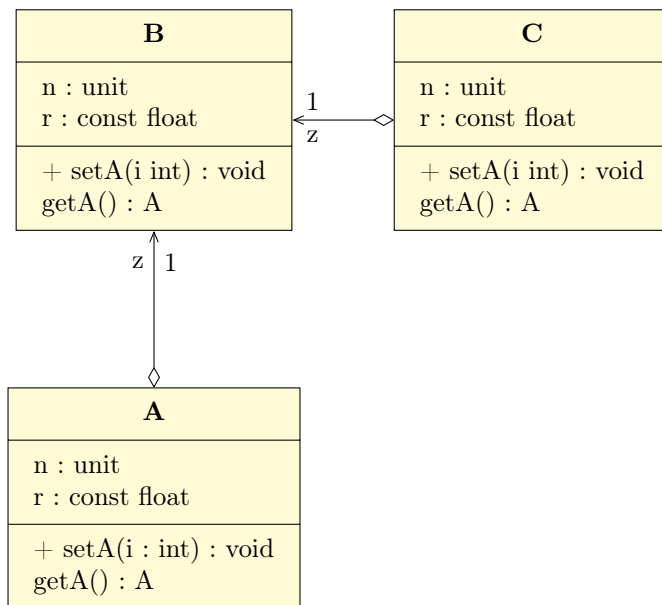 B
n : unit
r : const float
+ setA(i int) : void
getA() : A
1
z
C
n : unit
r : const float
+ setA(i int) : void
getA() : A
z 1
A
n : unit
r : const float
+ setA(i : int) : void
getA() : A